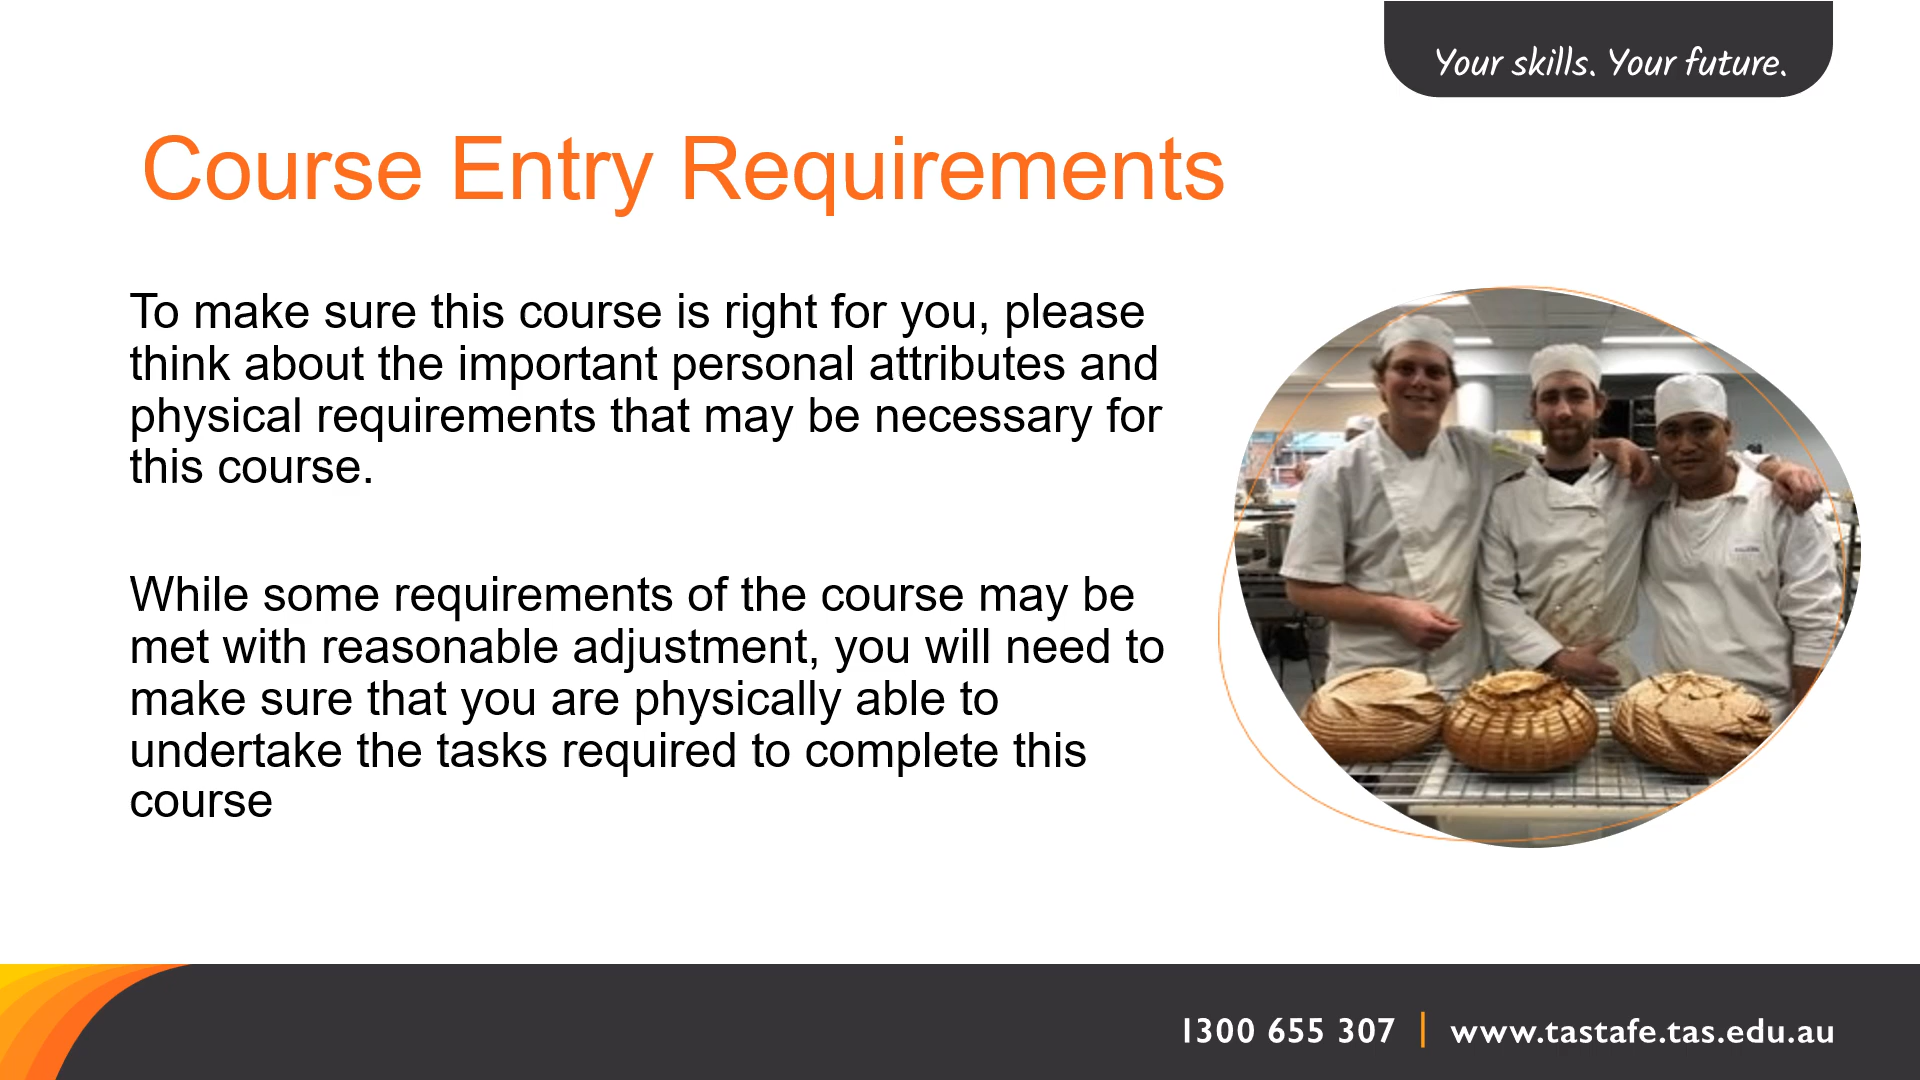 Your skills. Your future.
Course Entry Requirements
To make sure this course is right for you, please
think about the important personal attributes and
physical requirements that may be necessary for
this course.
While some requirements of the course may be
met with reasonable adjustment, you will need to
make sure that you are physically able to
undertake the tasks required to complete this
course
1300 655 307 | www.tastafe.tas.edu.au